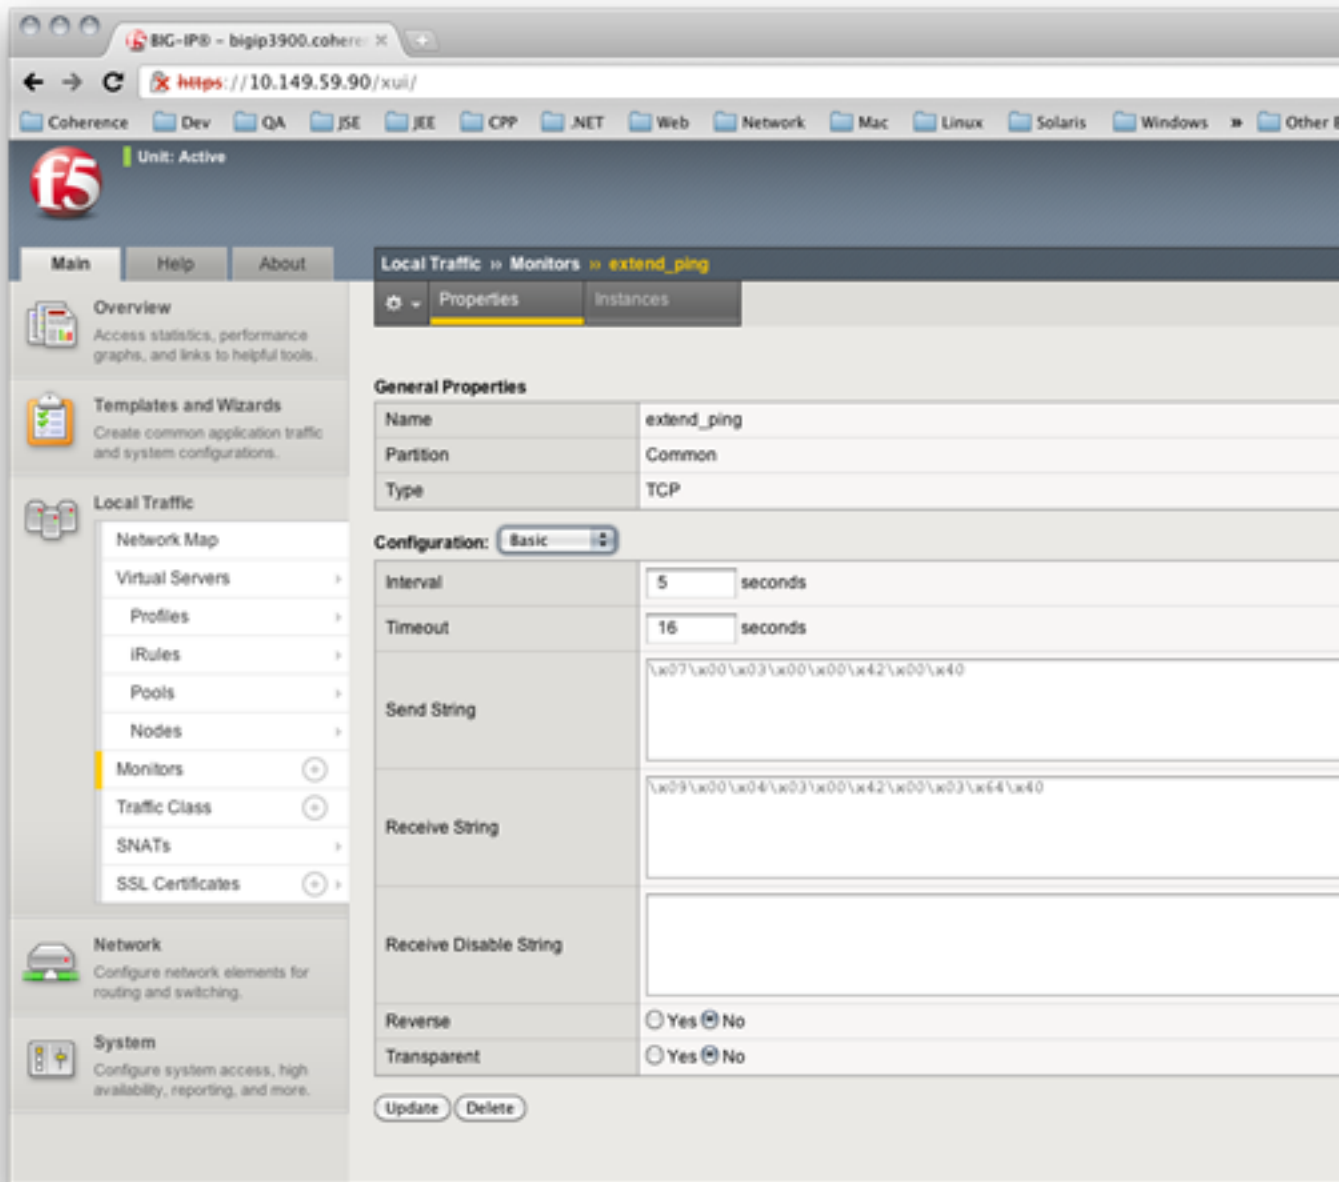 BIG-IP® – bigip3900.cohere
https://10.149.59.90/xui/
Coherence Dev QA JSE JEE CPP .NET Web Network Mac Linux Solaris Windows » Other
f5
Unit: Active
Main Help About
Local Traffic » Monitors » extend_ping
Properties Instances
Overview
Access statistics, performance
graphs, and links to helpful tools.
Templates and Wizards
Create common application traffic
and system configurations.
Local Traffic
Network Map
Virtual Servers
Profiles
iRules
Pools
Nodes
Monitors
Traffic Class
SNATs
SSL Certificates
Network
Configure network elements for
routing and switching.
System
Configure system access, high
availability, reporting, and more.
General Properties
Name extend_ping
Partition Common
Type TCP
Configuration: Basic
Interval 5 seconds
Timeout 16 seconds
Send String \x07\x00\x03\x00\x00\x42\x00\x40
Receive String \x09\x00\x04\x03\x00\x42\x00\x03\x64\x40
Receive Disable String
Reverse Yes No
Transparent Yes No
Update Delete